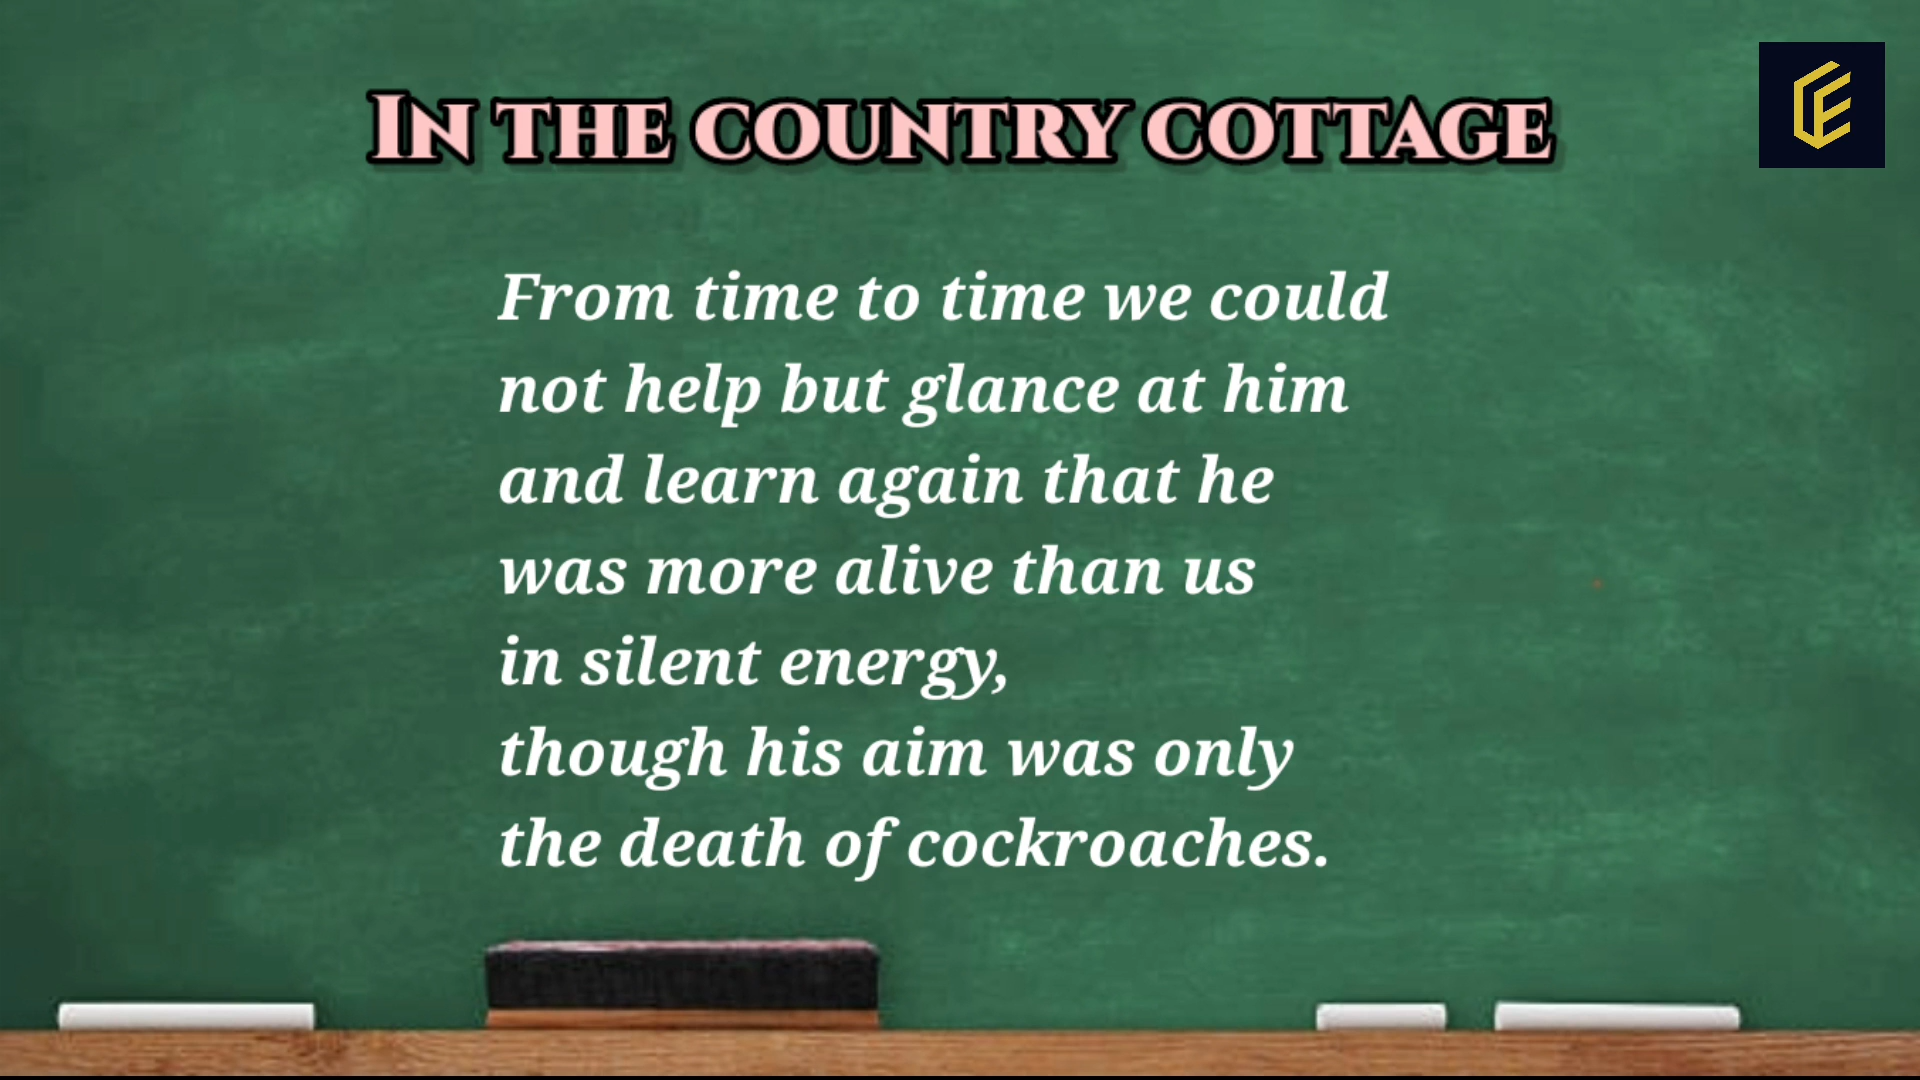 In the country cottage
From time to time we could
not help but glance at him
and learn again that he
was more alive than us
in silent energy,
though his aim was only
the death of cockroaches.